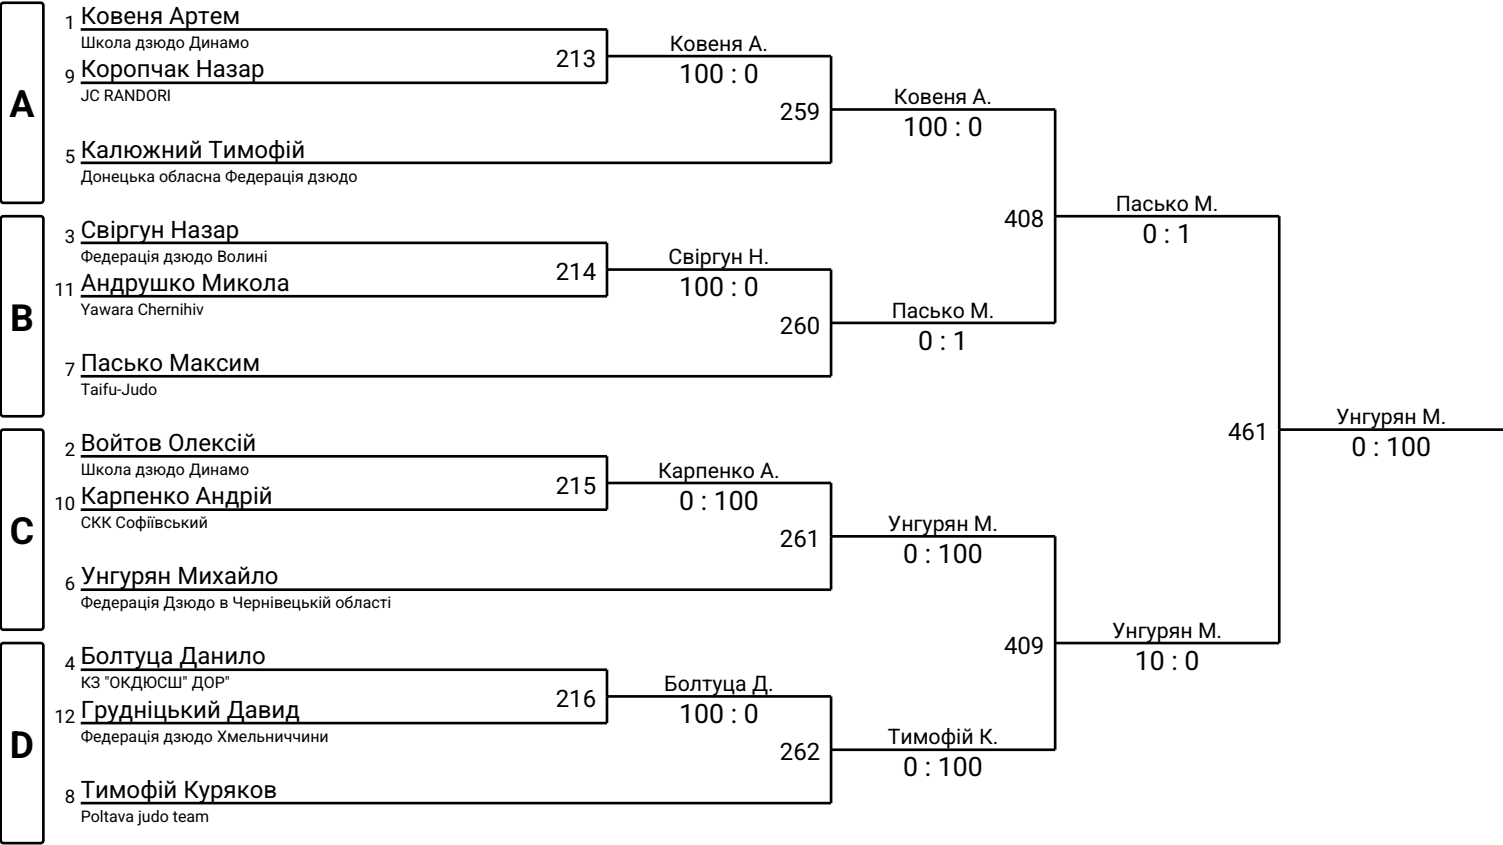 A
1 Ковеня Артем
Школа дзюдо Динамо
9 Коропчак Назар
JC RANDORI
5 Калюжний Тимофій
Донецька обласна Федерація дзюдо
213
Ковеня А.
100 : 0
259
Ковеня А.
100 : 0
B
3 Свіргун Назар
Федерація дзюдо Волині
11 Андрушко Микола
Yawara Chernihiv
7 Пасько Максим
Taifu-Judo
214
Свіргун Н.
100 : 0
260
Пасько М.
0 : 1
408
Пасько М.
0 : 1
C
2 Войтов Олексій
Школа дзюдо Динамо
10 Карпенко Андрій
СКК Софіївський
6 Унгурян Михайло
Федерація Дзюдо в Чернівецькій області
215
Карпенко А.
0 : 100
261
Унгурян М.
0 : 100
D
4 Болтуца Данило
КЗ "ОКДЮСШ" ДОР"
12 Грудніцький Давид
Федерація дзюдо Хмельниччини
8 Тимофій Куряков
Poltava judo team
216
Болтуца Д.
100 : 0
262
Тимофій К.
0 : 100
409
Унгурян М.
10 : 0
461
Унгурян М.
0 : 100